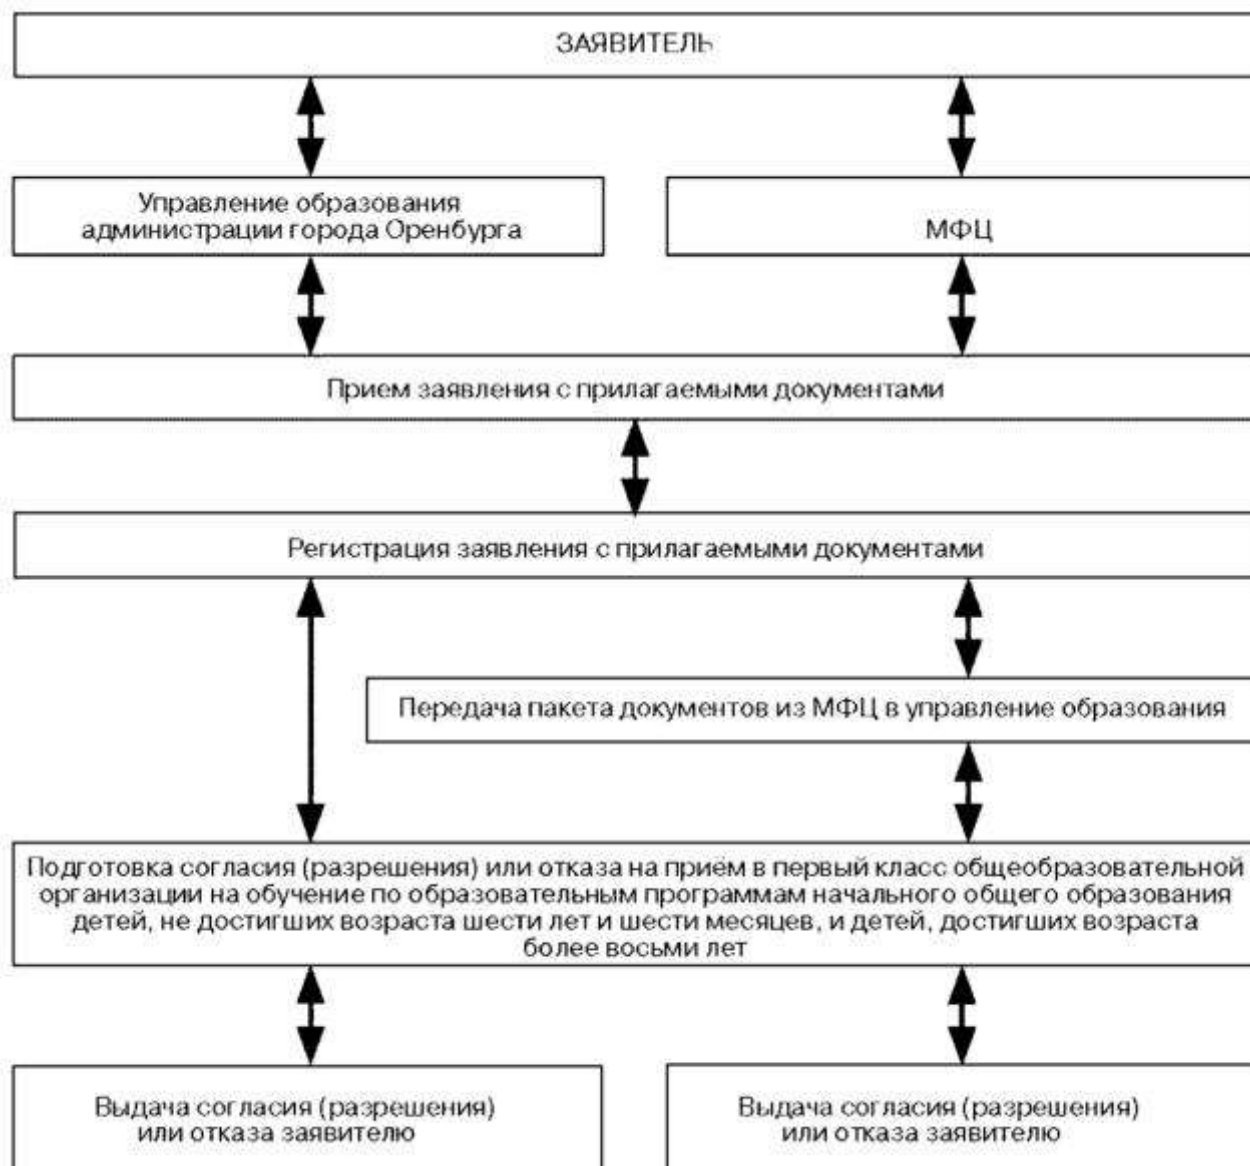 ЗАЯВИТЕЛЬ
Управление образования
администрации города Оренбурга
МФЦ
Прием заявления с прилагаемыми документами
Регистрация заявления с прилагаемыми документами
Передача пакета документов из МФЦ в управление образования
Подготовка согласия (разрешения) или отказа на прием в первый класс общеобразовательной
организации на обучение по образовательным программам начального общего образования
детей, не достигших возраста шести лет и шести месяцев, и детей, достигших возраста
более восьми лет
Выдача согласия (разрешения)
или отказа заявителю
Выдача согласия (разрешения)
или отказа заявителю